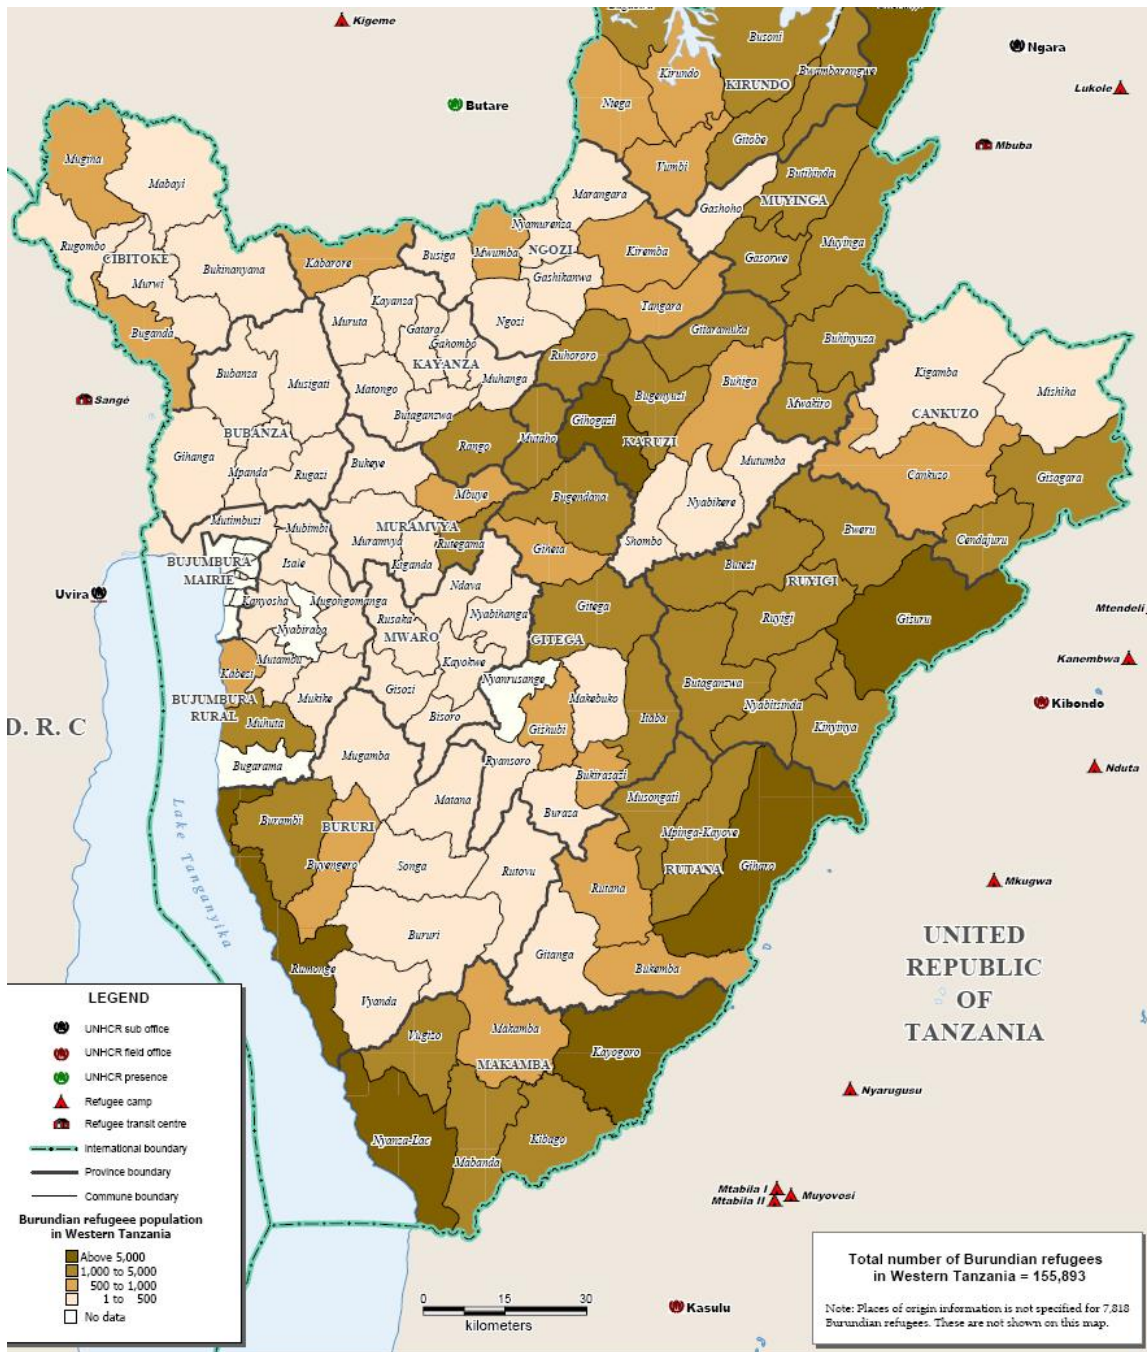 Kigeme
Busoni
Ngara
Kirundo
Bwambarangwe
KIRUNDO
Lukole
Ntega
Butare
Gitobe
Mbuba
Mugina
Vumbi
Butihinda
Mabayi
Marangara
MUYINGA
Gashoho
Nyamurenza
Rugombo
CIBITOKE
Kabarore
Busiga
Mwumba
NGOZI
Kiremba
Muyinga
Gasorwe
Bukinanyana
Murwi
Gashikanwa
Kayanza
Tangara
Buganda
Muruta
Gatara
Ngozi
Gitaramuka
Buhinyuza
Gahombo
Ruhororo
KAYANZA
Kigamba
Bubanza
Musigati
Muhanga
Buhiga
Mishiha
Matongo
Bugenyuzi
Mwakiro
Sangé
Butaganzwa
Gihogazi
CANKUZO
BUBANZA
Rango
Mutaho
KARUZI
Gihanga
Bukeye
Mutumba
Mpanda
Rugazi
Cankuzo
Gisagara
Mbuye
Bugendana
Nyabikere
Mutimbuzi
Mubimbi
MURAMVYA
Bweru
Muramvya
Rutegama
Giheta
Shombo
Cendajuru
BUJUMBURA
MAIRIE
Isale
Kiganda
Butezi
RUYIGI
Ndava
Uvira
Kanyosha
Mugongomanga
Gitega
Mtendeli
Nyabiraba
Rusaka
Nyabihanga
Ruyigi
Gisuru
MWARO
GITEGA
Mutambu
Kayokwe
Kanembwa
Kabezi
Nyanrusange
Gisozi
Butaganzwa
BUJUMBURA
RURAL
Mukike
Makebuko
Nyabitsinda
Kibondo
D. R. C
Muhuta
Bisoro
Gishubi
Itaba
Kinyinya
Mugamba
Ryansoro
Bugarama
Nduta
Bukirasazi
Matana
Musongati
Lake Tanganyika
Burambi
BURURI
Buraza
Mpinga-Kayove
Buyengero
Songa
Rutovu
Giharo
RUTANA
Rutana
Mkugwa
Bururi
UNITED
REPUBLIC
OF
TANZANIA
Gitanga
Rumonge
Bukemba
Vyanda
Vugizo
Makamba
Kayogoro
MAKAMBA
Nyarugusu
Nyanza-Lac
Kibago
Mabanda
Mtabila I
Mtabila II
Muyovosi
Kasulu
LEGEND
UNHCR sub office
UNHCR field office
UNHCR presence
Refugee camp
Refugee transit centre
International boundary
Province boundary
Commune boundary
Burundian refugeee population
in Western Tanzania
Above 5,000
1,000 to 5,000
500 to 1,000
1 to 500
No data
0 15 30
kilometers
Total number of Burundian refugees
in Western Tanzania = 155,893
Note: Places of origin information is not specified for 7,818
Burundian refugees. These are not shown on this map.